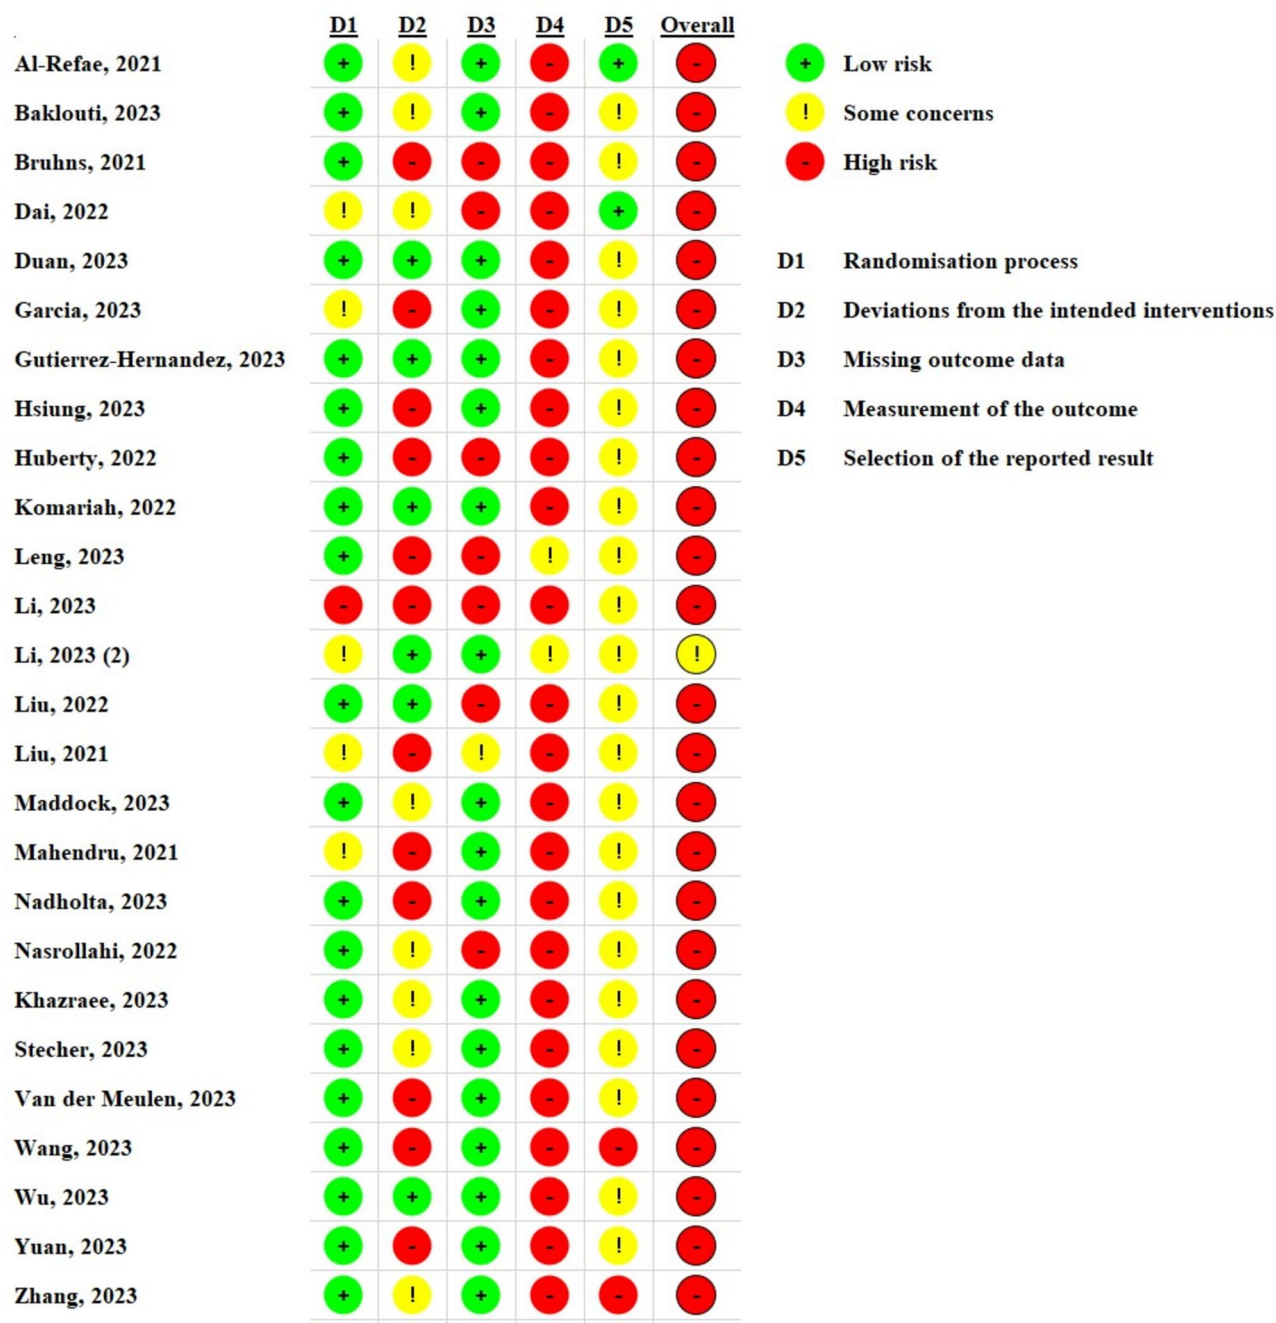 D1 D2 D3 D4 D5 Overall
Al-Refae, 2021 + ! + - + - + Low risk
Baklouti, 2023 + ! + - ! - ! Some concerns
Bruhns, 2021 + - - - ! - - High risk
Dai, 2022 ! ! - - + -
Duan, 2023 + + + - ! - D1 Randomisation process
Garcia, 2023 ! - + - ! - D2 Deviations from the intended interventions
Gutierrez-Hernandez, 2023 + + + - ! - D3 Missing outcome data
Hsiung, 2023 + - + - ! - D4 Measurement of the outcome
Huberty, 2022 + - - - ! - D5 Selection of the reported result
Komariah, 2022 + + + - ! -
Leng, 2023 + - - ! ! -
Li, 2023 - - - - ! -
Li, 2023 (2) ! + + ! ! !
Liu, 2022 + + - - ! -
Liu, 2021 ! - ! - ! -
Maddock, 2023 + ! + - ! -
Mahendru, 2021 ! - + - ! -
Nadholta, 2023 + - + - ! -
Nasrollahi, 2022 + ! - - ! -
Khazraee, 2023 + ! + - ! -
Stecher, 2023 + ! + - ! -
Van der Meulen, 2023 + - + - ! -
Wang, 2023 + - + - - -
Wu, 2023 + + + - ! -
Yuan, 2023 + - + - ! -
Zhang, 2023 + ! + - - -